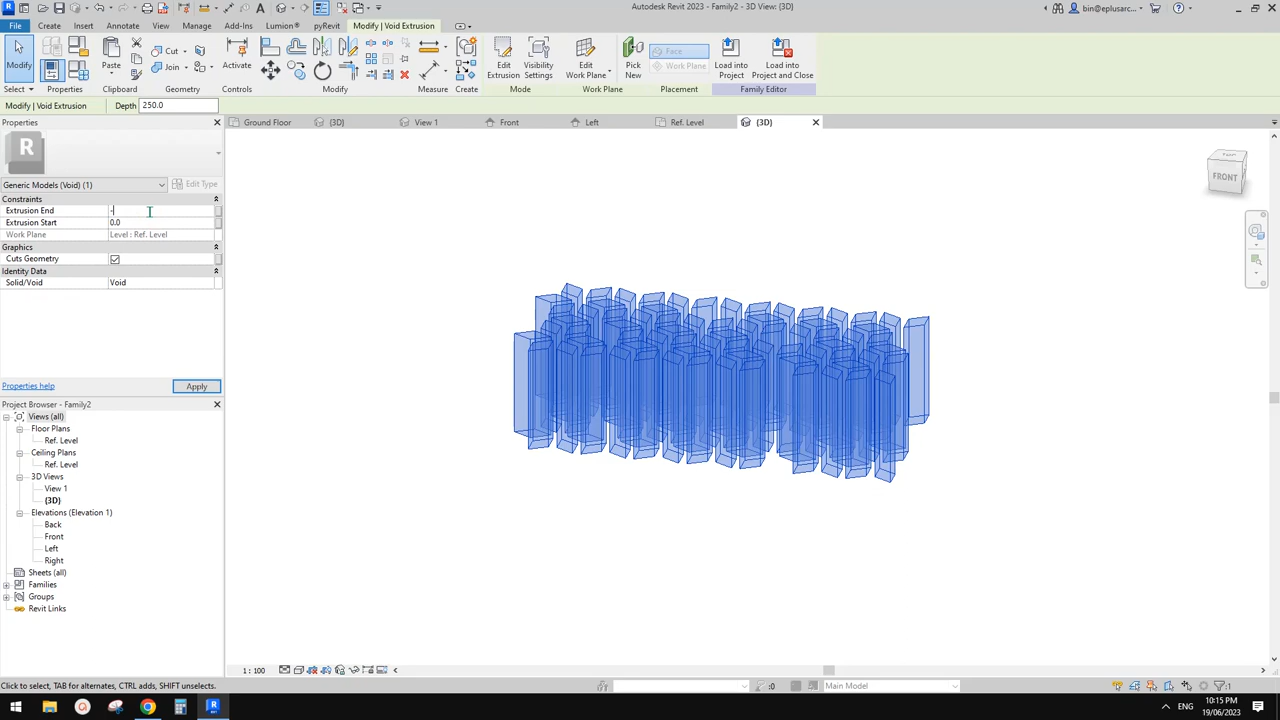 Autodesk Revit 2023 - Family2 - 3D View: {3D}
bin@eplusarc...
File Create Insert Annotate View Manage Add-Ins Lumion® pyRevit Modify | Void Extrusion
Modify Paste Cut Join Activate Edit Extrusion Visibility Settings Edit Work Plane Pick New Face Work Plane Load into Project Load into Project and Close
Select Properties Clipboard Geometry Controls Modify Measure Create Mode Work Plane Placement Family Editor
Modify | Void Extrusion Depth 250.0
Properties
Ground Floor {3D} View 1 Front Left Ref. Level {3D}
R
Generic Models (Void) (1) Edit Type
Constraints
Extrusion End -
Extrusion Start 0.0
Work Plane Level : Ref. Level
Graphics
Cuts Geometry
Identity Data
Solid/Void Void
FRONT
Properties help Apply
Project Browser - Family2
Views (all)
Floor Plans
Ref. Level
Ceiling Plans
Ref. Level
3D Views
View 1
{3D}
Elevations (Elevation 1)
Back
Front
Left
Right
Sheets (all)
Families
Groups
Revit Links
1 : 100
Click to select, TAB for alternates, CTRL adds, SHIFT unselects. :0 Main Model :1
ENG 10:15 PM
19/06/2023